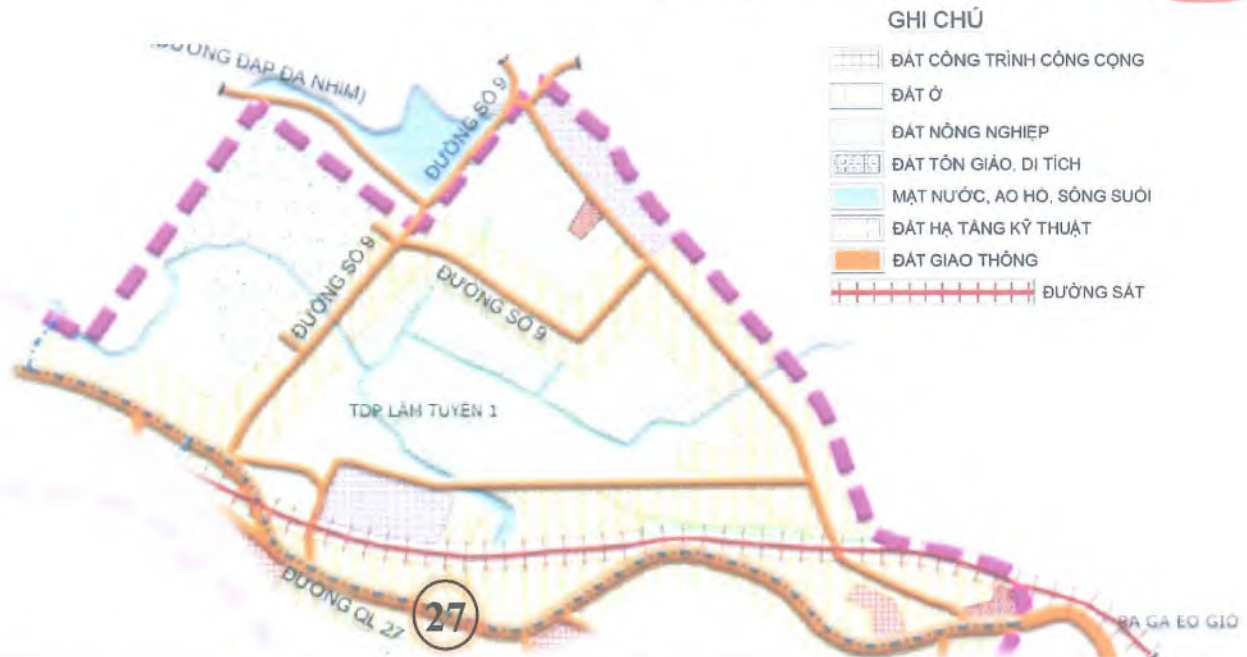 GHI CHÚ
ĐẤT CÔNG TRÌNH CÔNG CỘNG
ĐẤT Ở
ĐẤT NÔNG NGHIỆP
ĐẤT TÔN GIÁO, DI TÍCH
MẶT NƯỚC, AO HỒ, SÔNG SUỐI
ĐẤT HẠ TẦNG KỸ THUẬT
ĐẤT GIAO THÔNG
ĐƯỜNG SẮT
ĐƯỜNG ĐẬP ĐA NHIM)
ĐƯỜNG SỐ 9
ĐƯỜNG SỐ 9
ĐƯỜNG SỐ 9
TDP LÂM TUYỀN 1
ĐƯỜNG QL 27
27
RA GA EO GIÓ